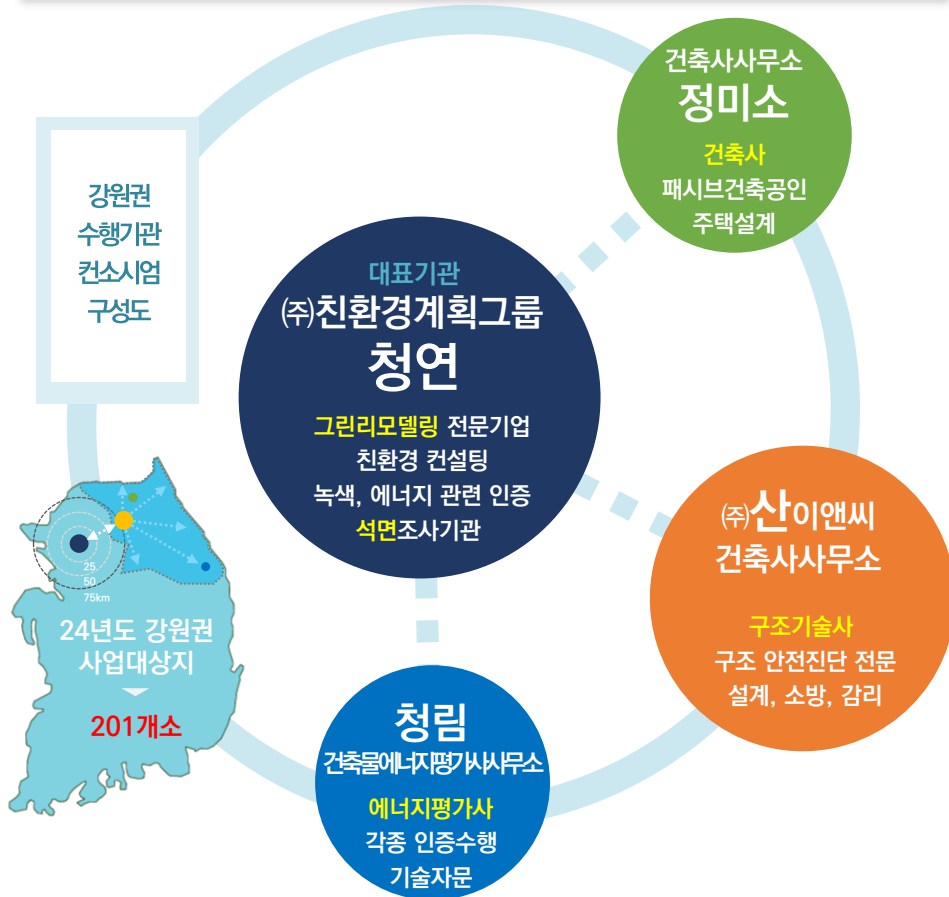 강원권
수행기관
컨소시엄
구성도
건축사사무소
정미소
건축사
패시브건축공인
주택설계
대표기관
㈜친환경계획그룹
청연
그린리모델링 전문기업
친환경 컨설팅
녹색, 에너지 관련 인증
석면조사기관
㈜산이앤씨
건축사사무소
구조기술사
구조 안전진단 전문
설계, 소방, 감리
25
50
75km
24년도 강원권
사업대상지
201개소
청림
건축물에너지평가사사무소
에너지평가사
각종 인증수행
기술자문